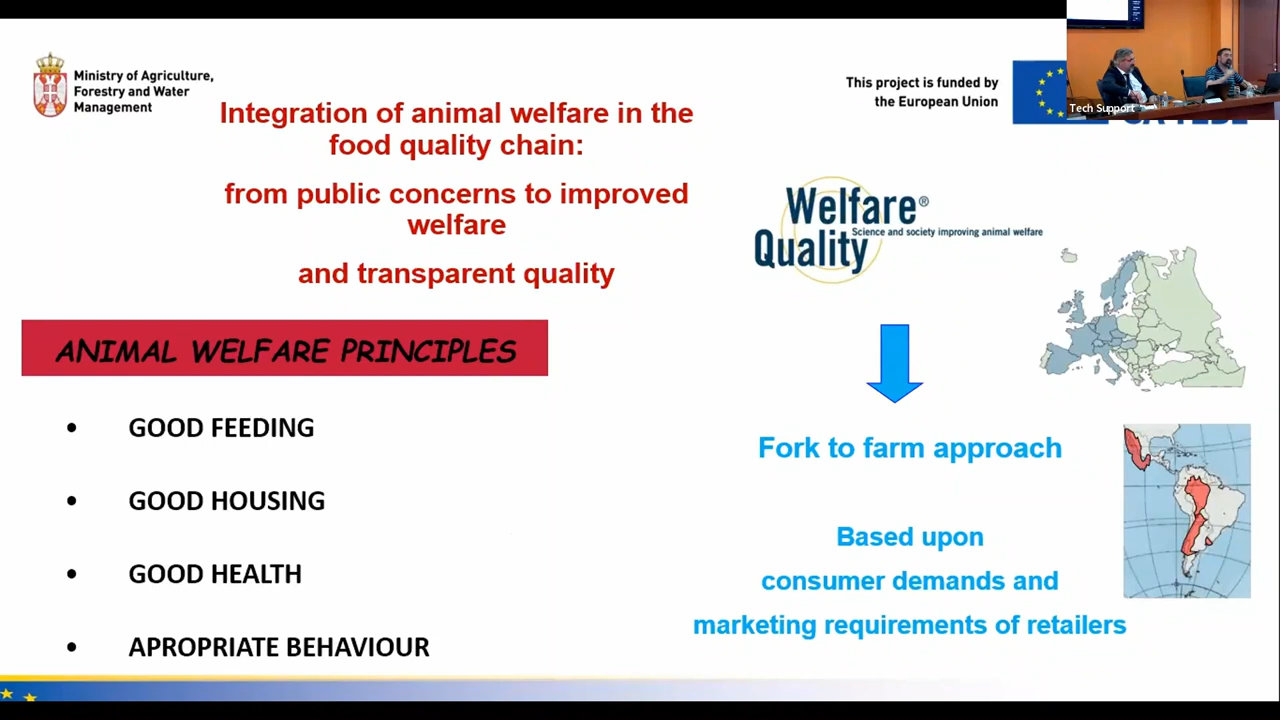 Ministry of Agriculture,
Forestry and Water
Management
Integration of animal welfare in the
food quality chain:
from public concerns to improved
welfare
and transparent quality
This project is funded by
the European Union
Tech Support
Welfare®
Quality
Science and society improving animal welfare
ANIMAL WELFARE PRINCIPLES
• GOOD FEEDING
• GOOD HOUSING
• GOOD HEALTH
• APROPRIATE BEHAVIOUR
Fork to farm approach
Based upon
consumer demands and
marketing requirements of retailers